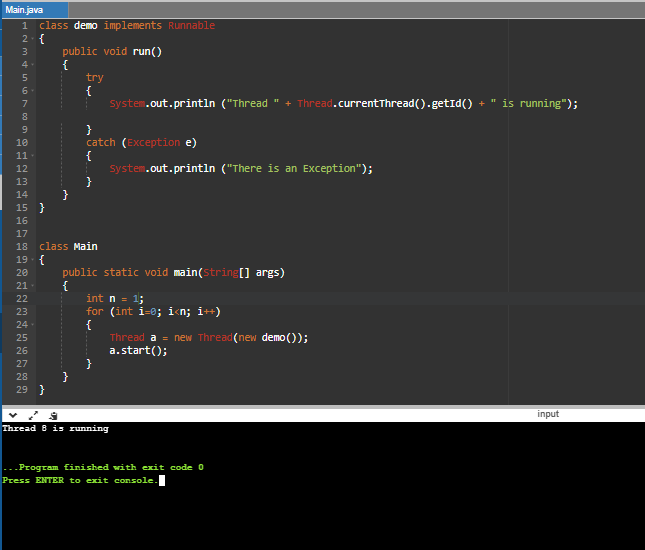 Main.java
1 class demo implements Runnable
2 {
3     public void run()
4     {
5         try
6         {
7             System.out.println ("Thread " + Thread.currentThread().getId() + " is running");
8
9         }
10         catch (Exception e)
11         {
12             System.out.println ("There is an Exception");
13         }
14     }
15 }
16
17
18 class Main
19 {
20     public static void main(String[] args)
21     {
22         int n = 1;
23         for (int i=0; i<n; i++)
24         {
25             Thread a = new Thread(new demo());
26             a.start();
27         }
28     }
29 }
input
Thread 8 is running
...Program finished with exit code 0
Press ENTER to exit console.